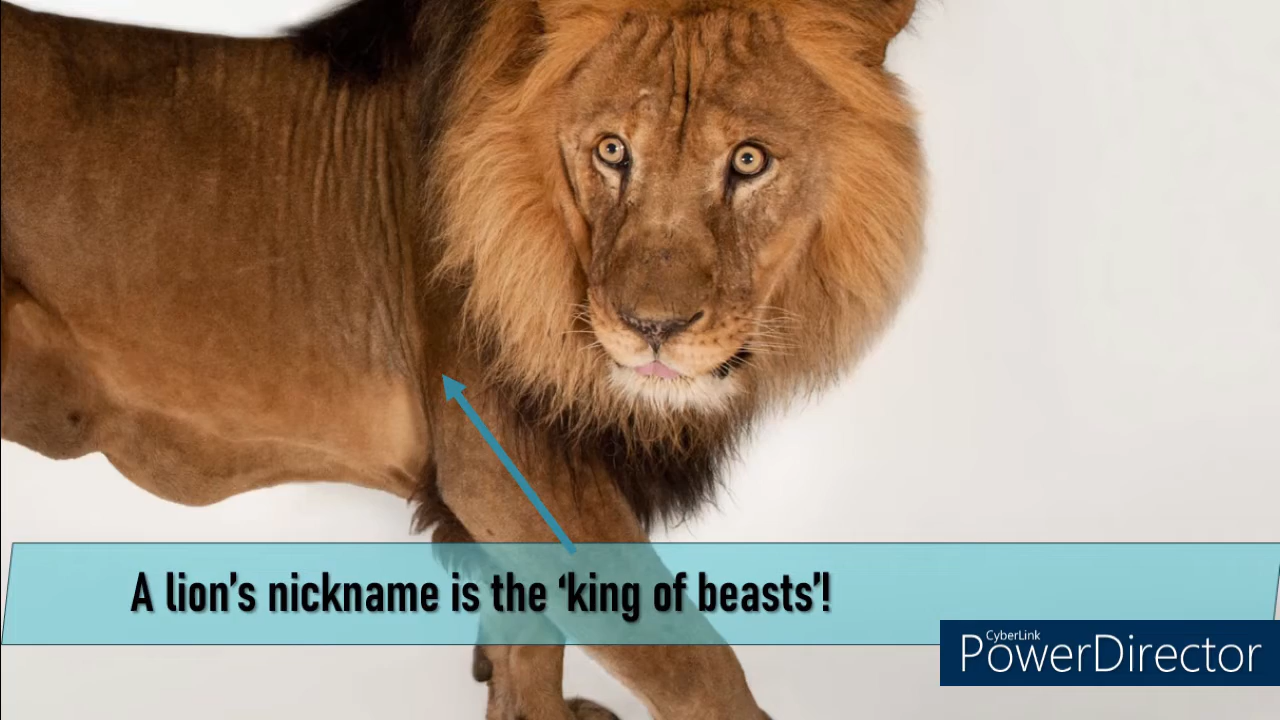 A lion’s nickname is the ‘king of beasts’!
CyberLink
PowerDirector